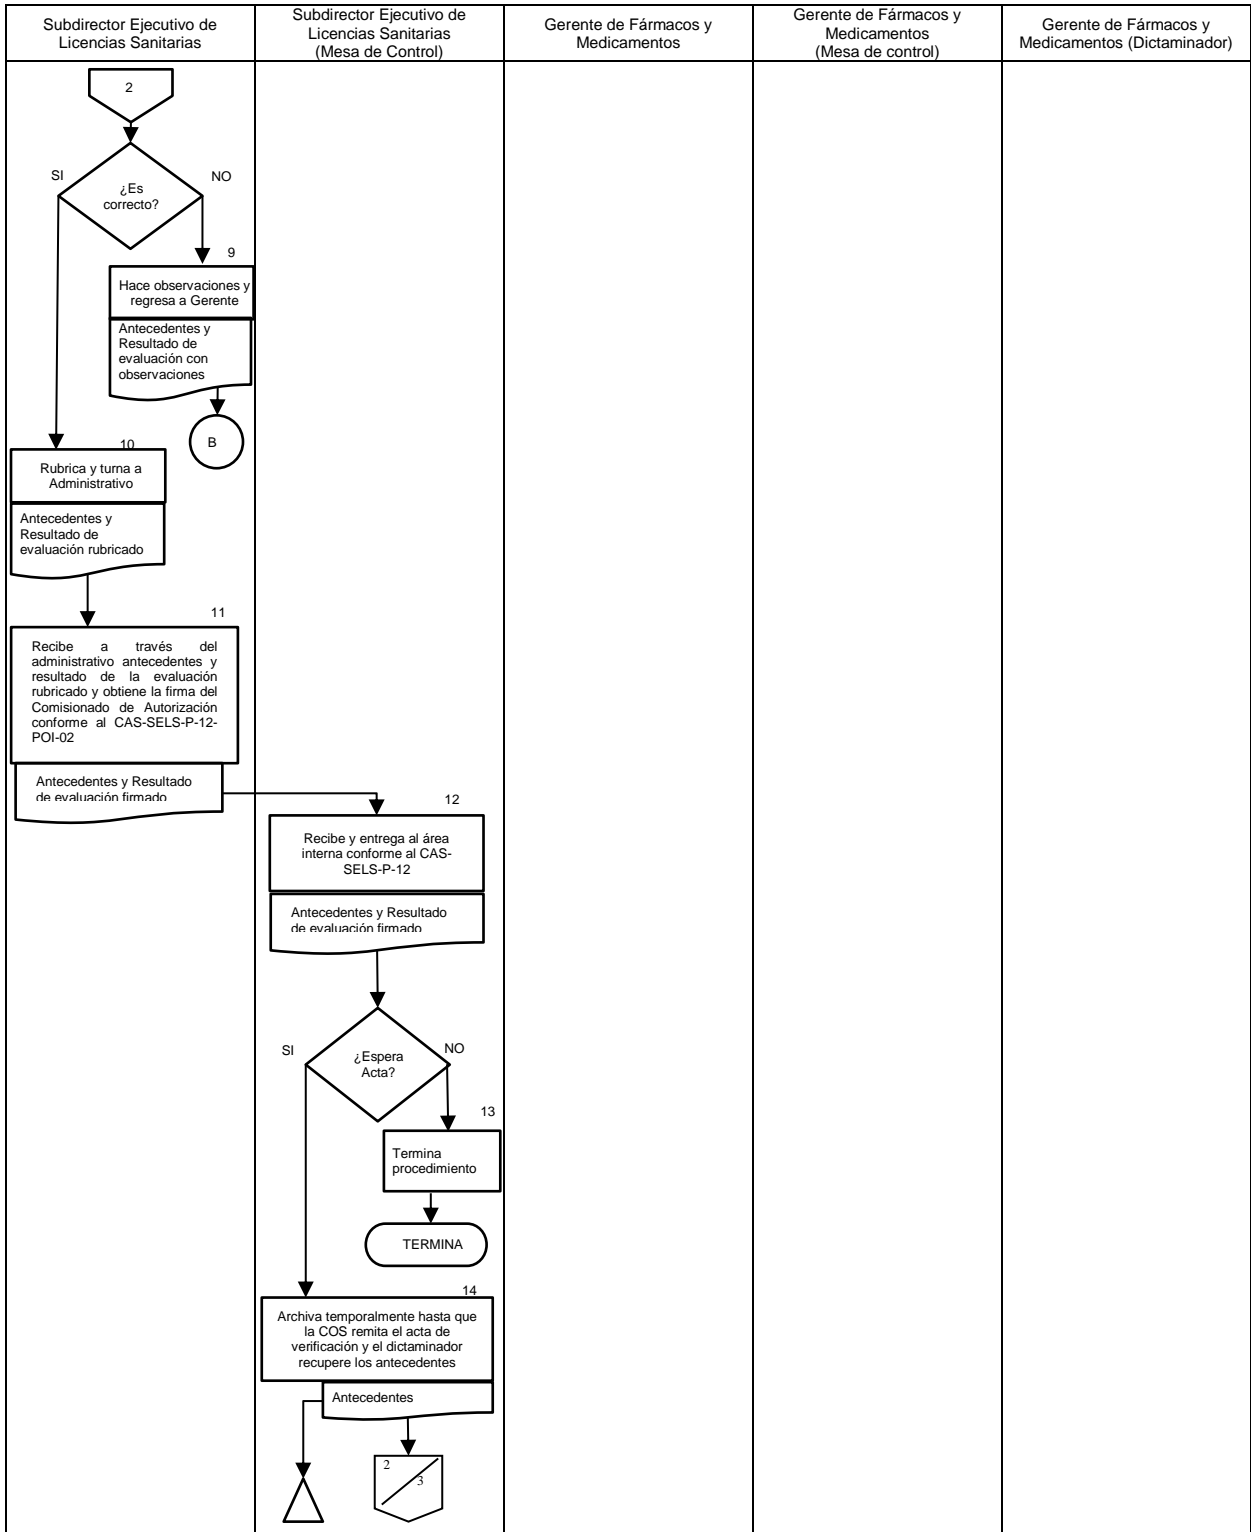 Subdirector Ejecutivo de
Licencias Sanitarias
Subdirector Ejecutivo de
Licencias Sanitarias
(Mesa de Control)
Gerente de Fármacos y
Medicamentos
Gerente de Fármacos y
Medicamentos
(Mesa de control)
Gerente de Fármacos y
Medicamentos (Dictaminador)
2
SI
¿Es
correcto?
NO
9
Hace observaciones y
regresa a Gerente
Antecedentes y
Resultado de
evaluación con
observaciones
B
10
Rubrica y turna a
Administrativo
Antecedentes y
Resultado de
evaluación rubricado
11
Recibe a través del
administrativo antecedentes y
resultado de la evaluación
rubricado y obtiene la firma del
Comisionado de Autorización
conforme al CAS-SELS-P-12-
POI-02
Antecedentes y Resultado
de evaluación firmado
12
Recibe y entrega al área
interna conforme al CAS-
SELS-P-12
Antecedentes y Resultado
de evaluación firmado
SI
¿Espera
Acta?
NO
13
Termina
procedimiento
TERMINA
14
Archiva temporalmente hasta que
la COS remita el acta de
verificación y el dictaminador
recupere los antecedentes
Antecedentes
2
3